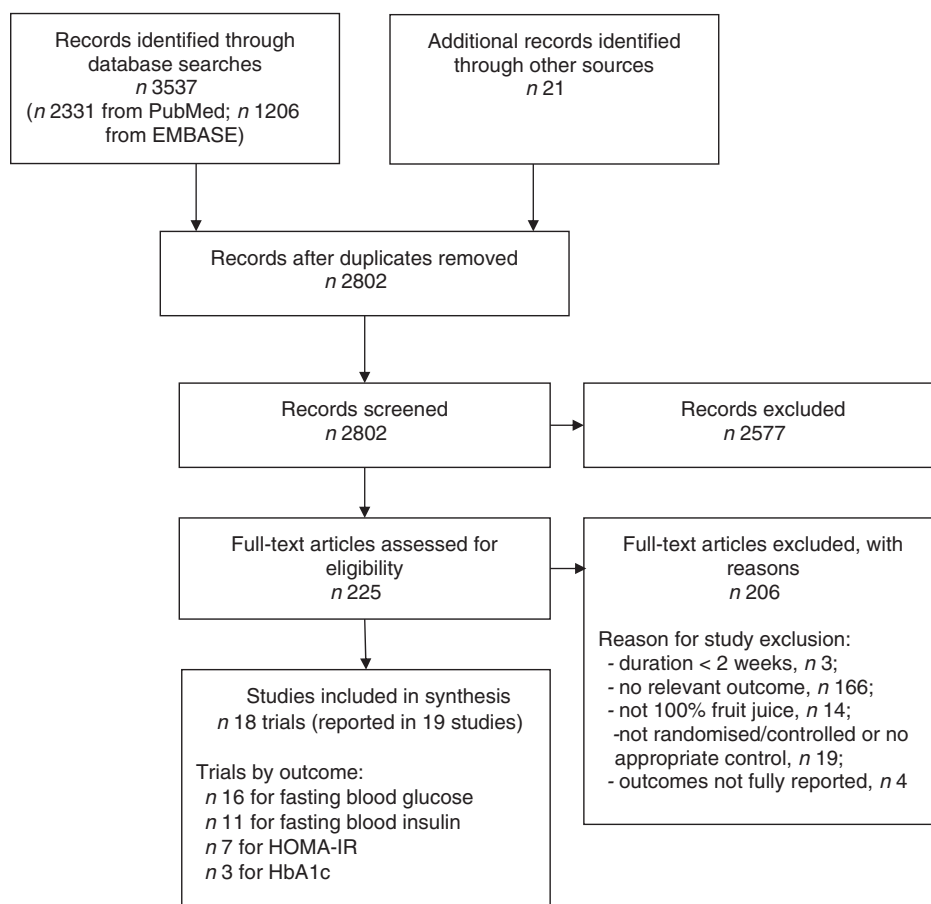 Records identified through
database searches
n 3537
(n 2331 from PubMed; n 1206
from EMBASE)
Additional records identified
through other sources
n 21
Records after duplicates removed
n 2802
Records screened
n 2802
Records excluded
n 2577
Full-text articles assessed for
eligibility
n 225
Full-text articles excluded, with
reasons
n 206
Reason for study exclusion:
- duration < 2 weeks, n 3;
- no relevant outcome, n 166;
- not 100% fruit juice, n 14;
-not randomised/controlled or no
appropriate control, n 19;
- outcomes not fully reported, n 4
Studies included in synthesis
n 18 trials (reported in 19 studies)
Trials by outcome:
n 16 for fasting blood glucose
n 11 for fasting blood insulin
n 7 for HOMA-IR
n 3 for HbA1c